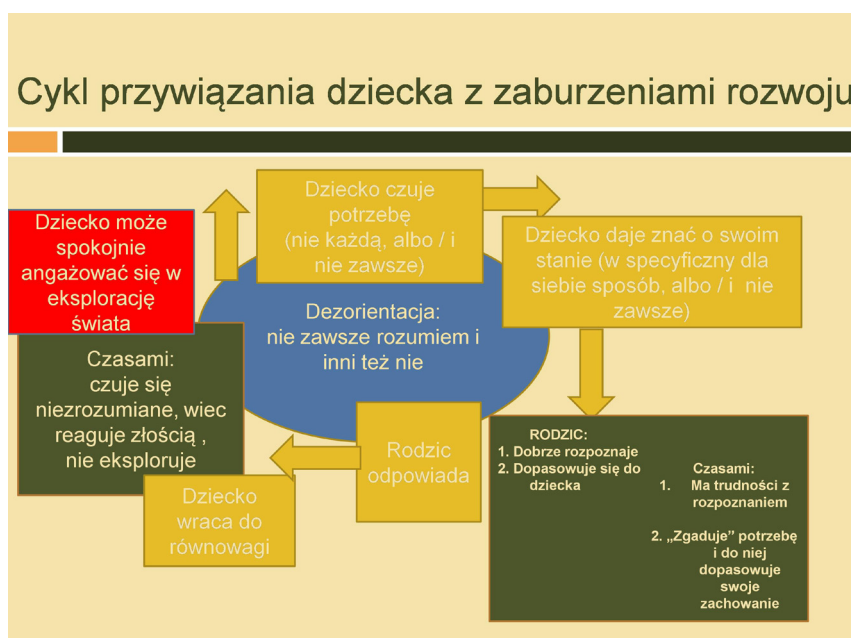 Cykl przywiązania dziecka z zaburzeniami rozwoju
Dziecko czuje
potrzebę
(nie każdą, albo / i
nie zawsze)
Dziecko daje znać o swoim
stanie (w specyficzny dla
siebie sposób, albo / i nie
zawsze)
Dziecko może
spokojnie
angażować się w
eksplorację
świata
Dezorientacja:
nie zawsze rozumiem i
inni też nie
Czasami:
czuje się
niezrozumiane, wiec
reaguje złością ,
nie eksploruje
Rodzic
odpowiada
Dziecko
wraca do
równowagi
RODZIC:
1. Dobrze rozpoznaje
2. Dopasowuje się do
dziecka
Czasami:
1. Ma trudności z
rozpoznaniem
2. „Zgaduje” potrzebę
i do niej
dopasowuje
swoje
zachowanie